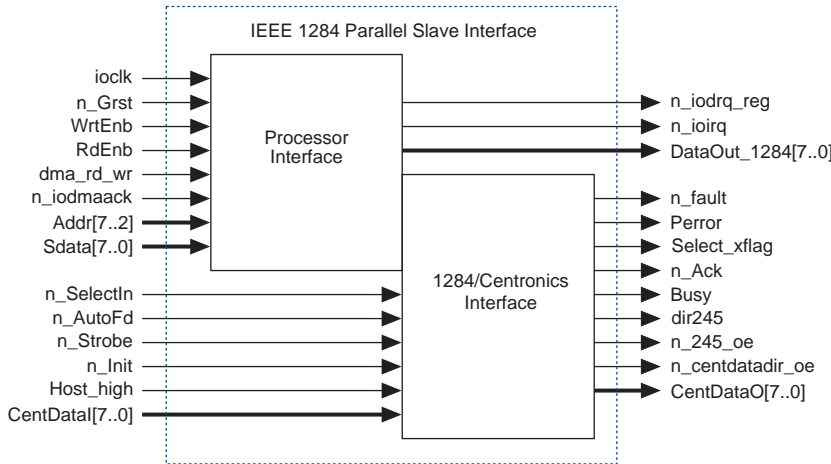 IEEE 1284 Parallel Slave Interface
ioclk
n_Grst
WrtEnb
RdEnb
dma_rd_wr
n_iodmaack
Addr[7..2]
Sdata[7..0]
Processor
Interface
n_iodrq_reg
n_ioirq
DataOut_1284[7..0]
n_SelectIn
n_AutoFd
n_Strobe
n_Init
Host_high
CentDataI[7..0]
1284/Centronics
Interface
n_fault
Perror
Select_xflag
n_Ack
Busy
dir245
n_245_oe
n_centdatadir_oe
CentDataO[7..0]